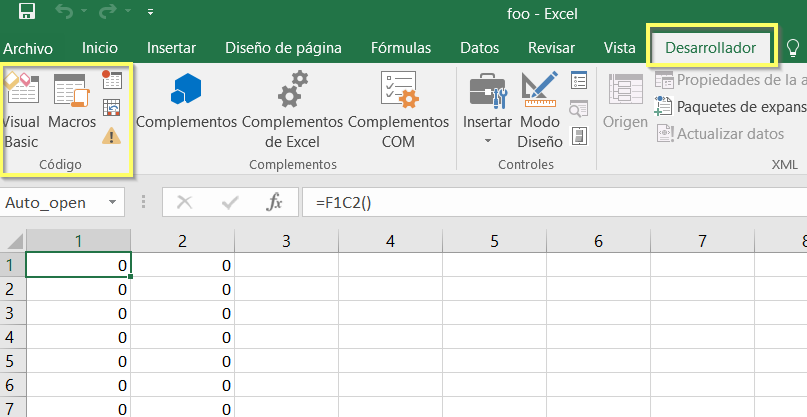 foo - Excel
Archivo Inicio Insertar Diseño de página Fórmulas Datos Revisar Vista Desarrollador
Visual Basic
Macros
Código
Complementos
Complementos de Excel
Complementos COM
Complementos
Insertar
Modo Diseño
Controles
Origen
Propiedades de la a
Paquetes de expans
Actualizar datos
XML
Auto_open =F1C2()
1 2 3 4 5 6 7 8
1 0 0
2 0 0
3 0 0
4 0 0
5 0 0
6 0 0
7 0 0